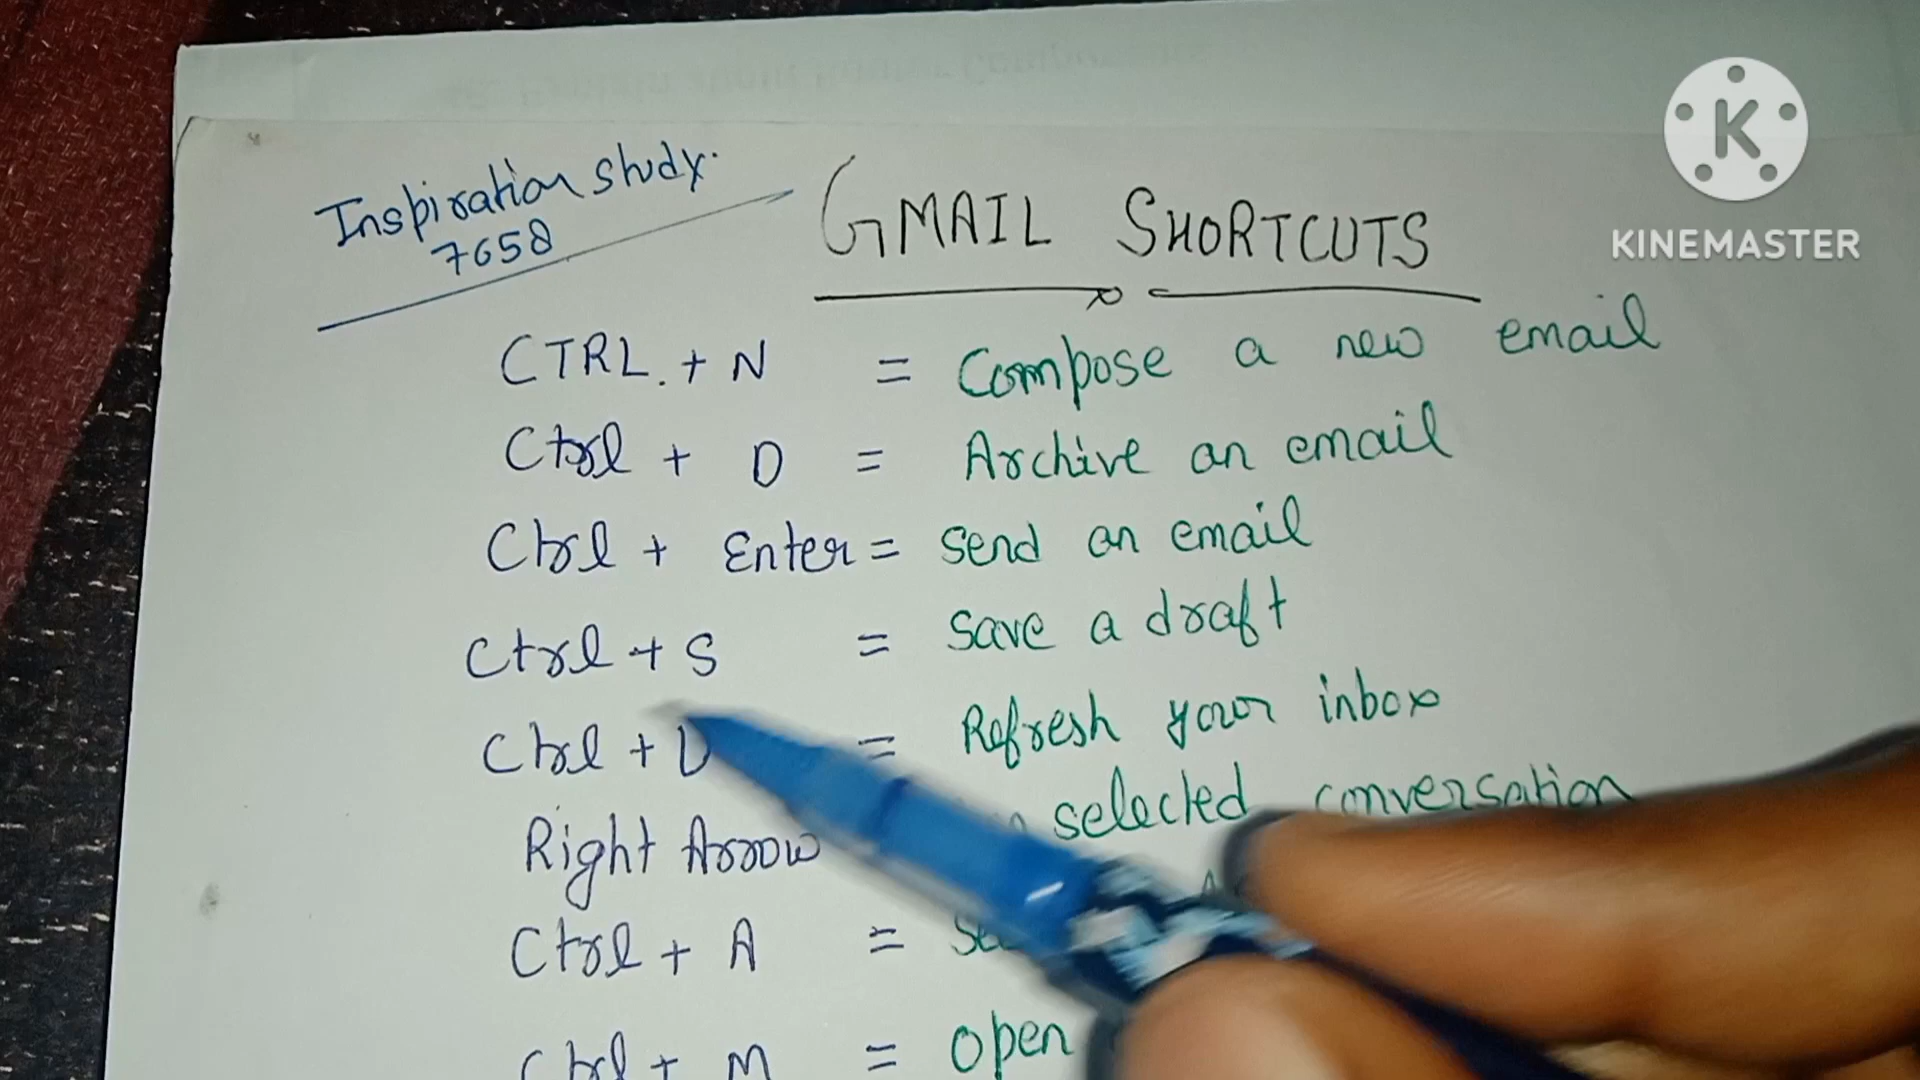 Inspiration study.
7658
GMAIL SHORTCUTS
K
KINEMASTER
CTRL. + N = Compose a new email
Ctrl + D = Archive an email
Ctrl + Enter = Send an email
Ctrl + S = Save a draft
Ctrl + = Refresh your inbox
Right Arrow selected conversation
Ctrl + A =
Ctrl + M = Open